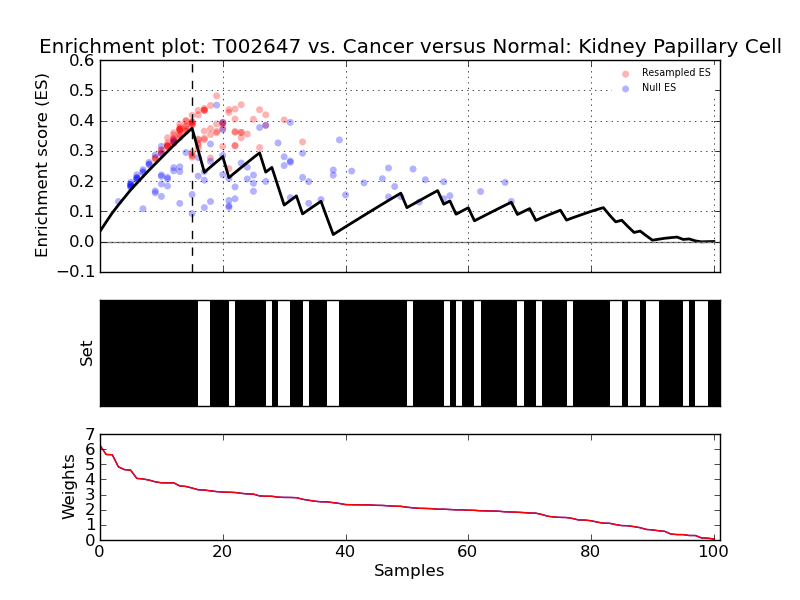 Enrichment plot: T002647 vs. Cancer versus Normal: Kidney Papillary Cell
0.6
0.5
0.4
0.3
0.2
0.1
0.0
−0.1
Enrichment score (ES)
Resampled ES
Null ES
Set
7
6
5
4
3
2
1
0
Weights
0 20 40 60 80 100
Samples